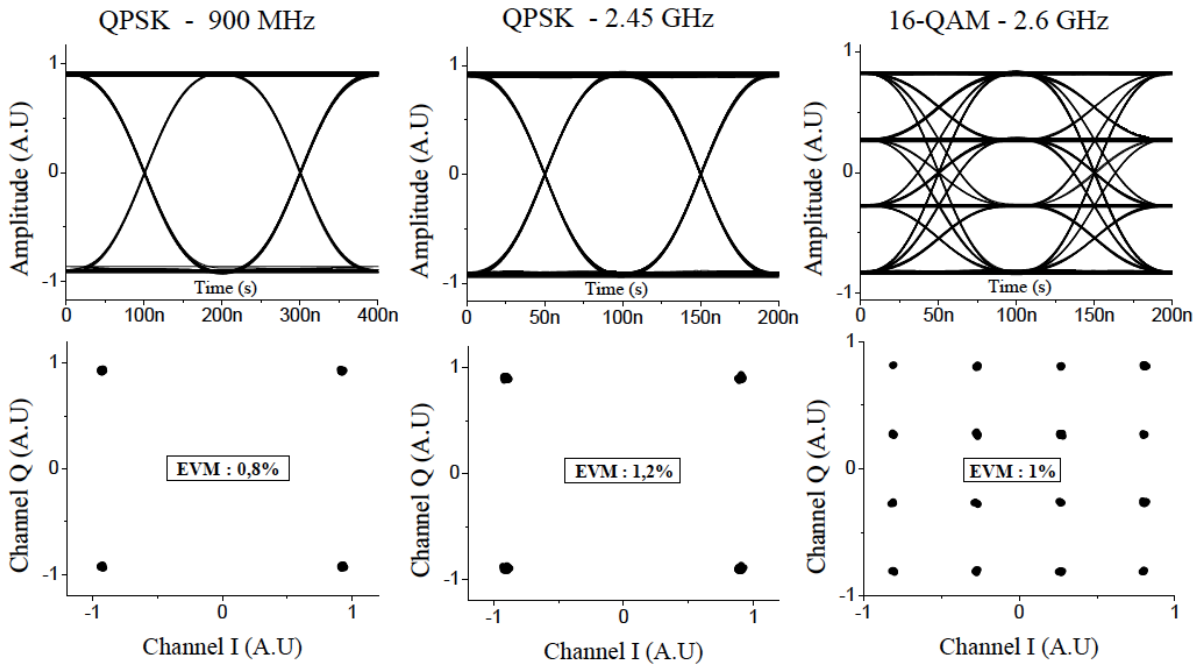 QPSK - 900 MHz
Amplitude (A.U)
1
0
-1
Time (s)
0 100n 200n 300n 400n
QPSK - 2.45 GHz
Amplitude (A.U)
1
0
-1
Time (s)
0 50n 100n 150n 200n
16-QAM - 2.6 GHz
Amplitude (A.U)
1
0
-1
Time (s)
0 50n 100n 150n 200n
Channel Q (A.U)
1
0
-1
EVM : 0,8%
-1 0 1
Channel I (A.U)
Channel Q (A.U)
1
0
-1
EVM : 1,2%
-1 0 1
Channel I (A.U)
Channel Q (A.U)
1
0
-1
EVM : 1%
-1 0 1
Channel I (A.U)